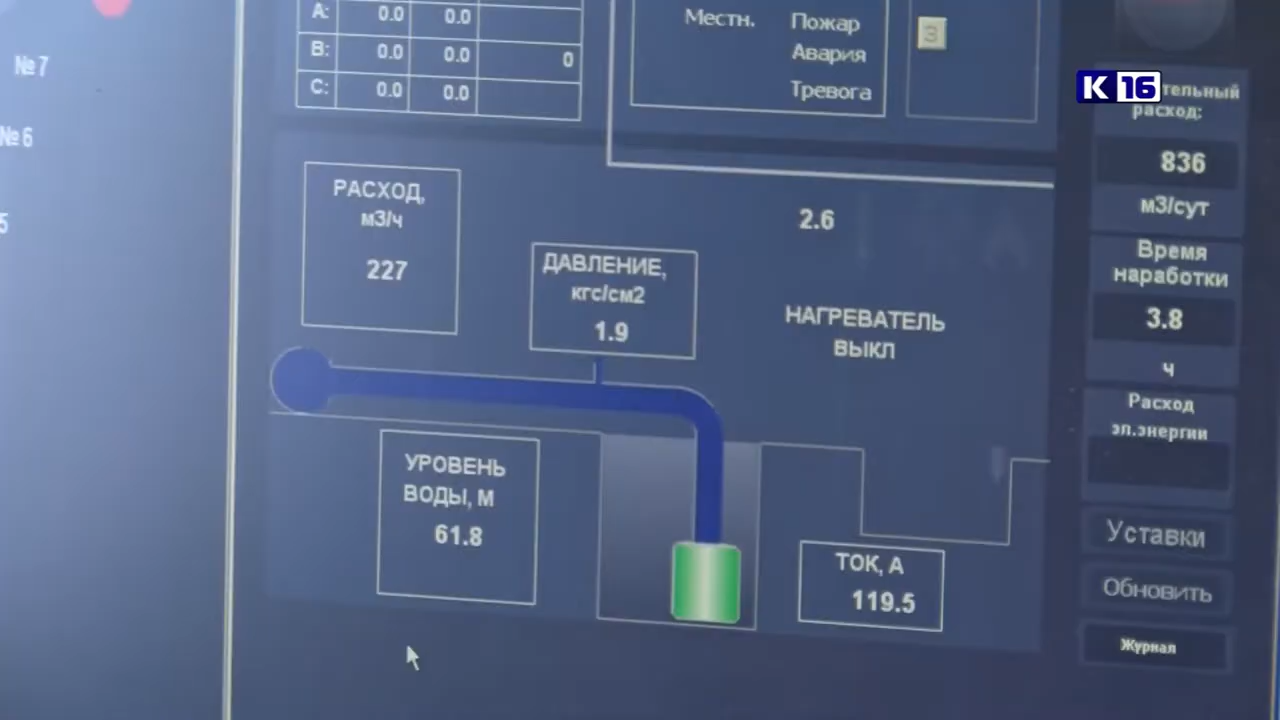 №7
№6
5
A: 0.0 0.0
B: 0.0 0.0 0
C: 0.0 0.0
Местн.
Пожар
Авария
Тревога
З
K 16
тельный
расход:
836
м3/сут
Время
наработки
3.8
ч
Расход
эл.энергии
Уставки
Обновить
Журнал
РАСХОД,
м3/ч
227
ДАВЛЕНИЕ,
кгс/см2
1.9
2.6
НАГРЕВАТЕЛЬ
ВЫКЛ
УРОВЕНЬ
ВОДЫ, М
61.8
ТОК, А
119.5